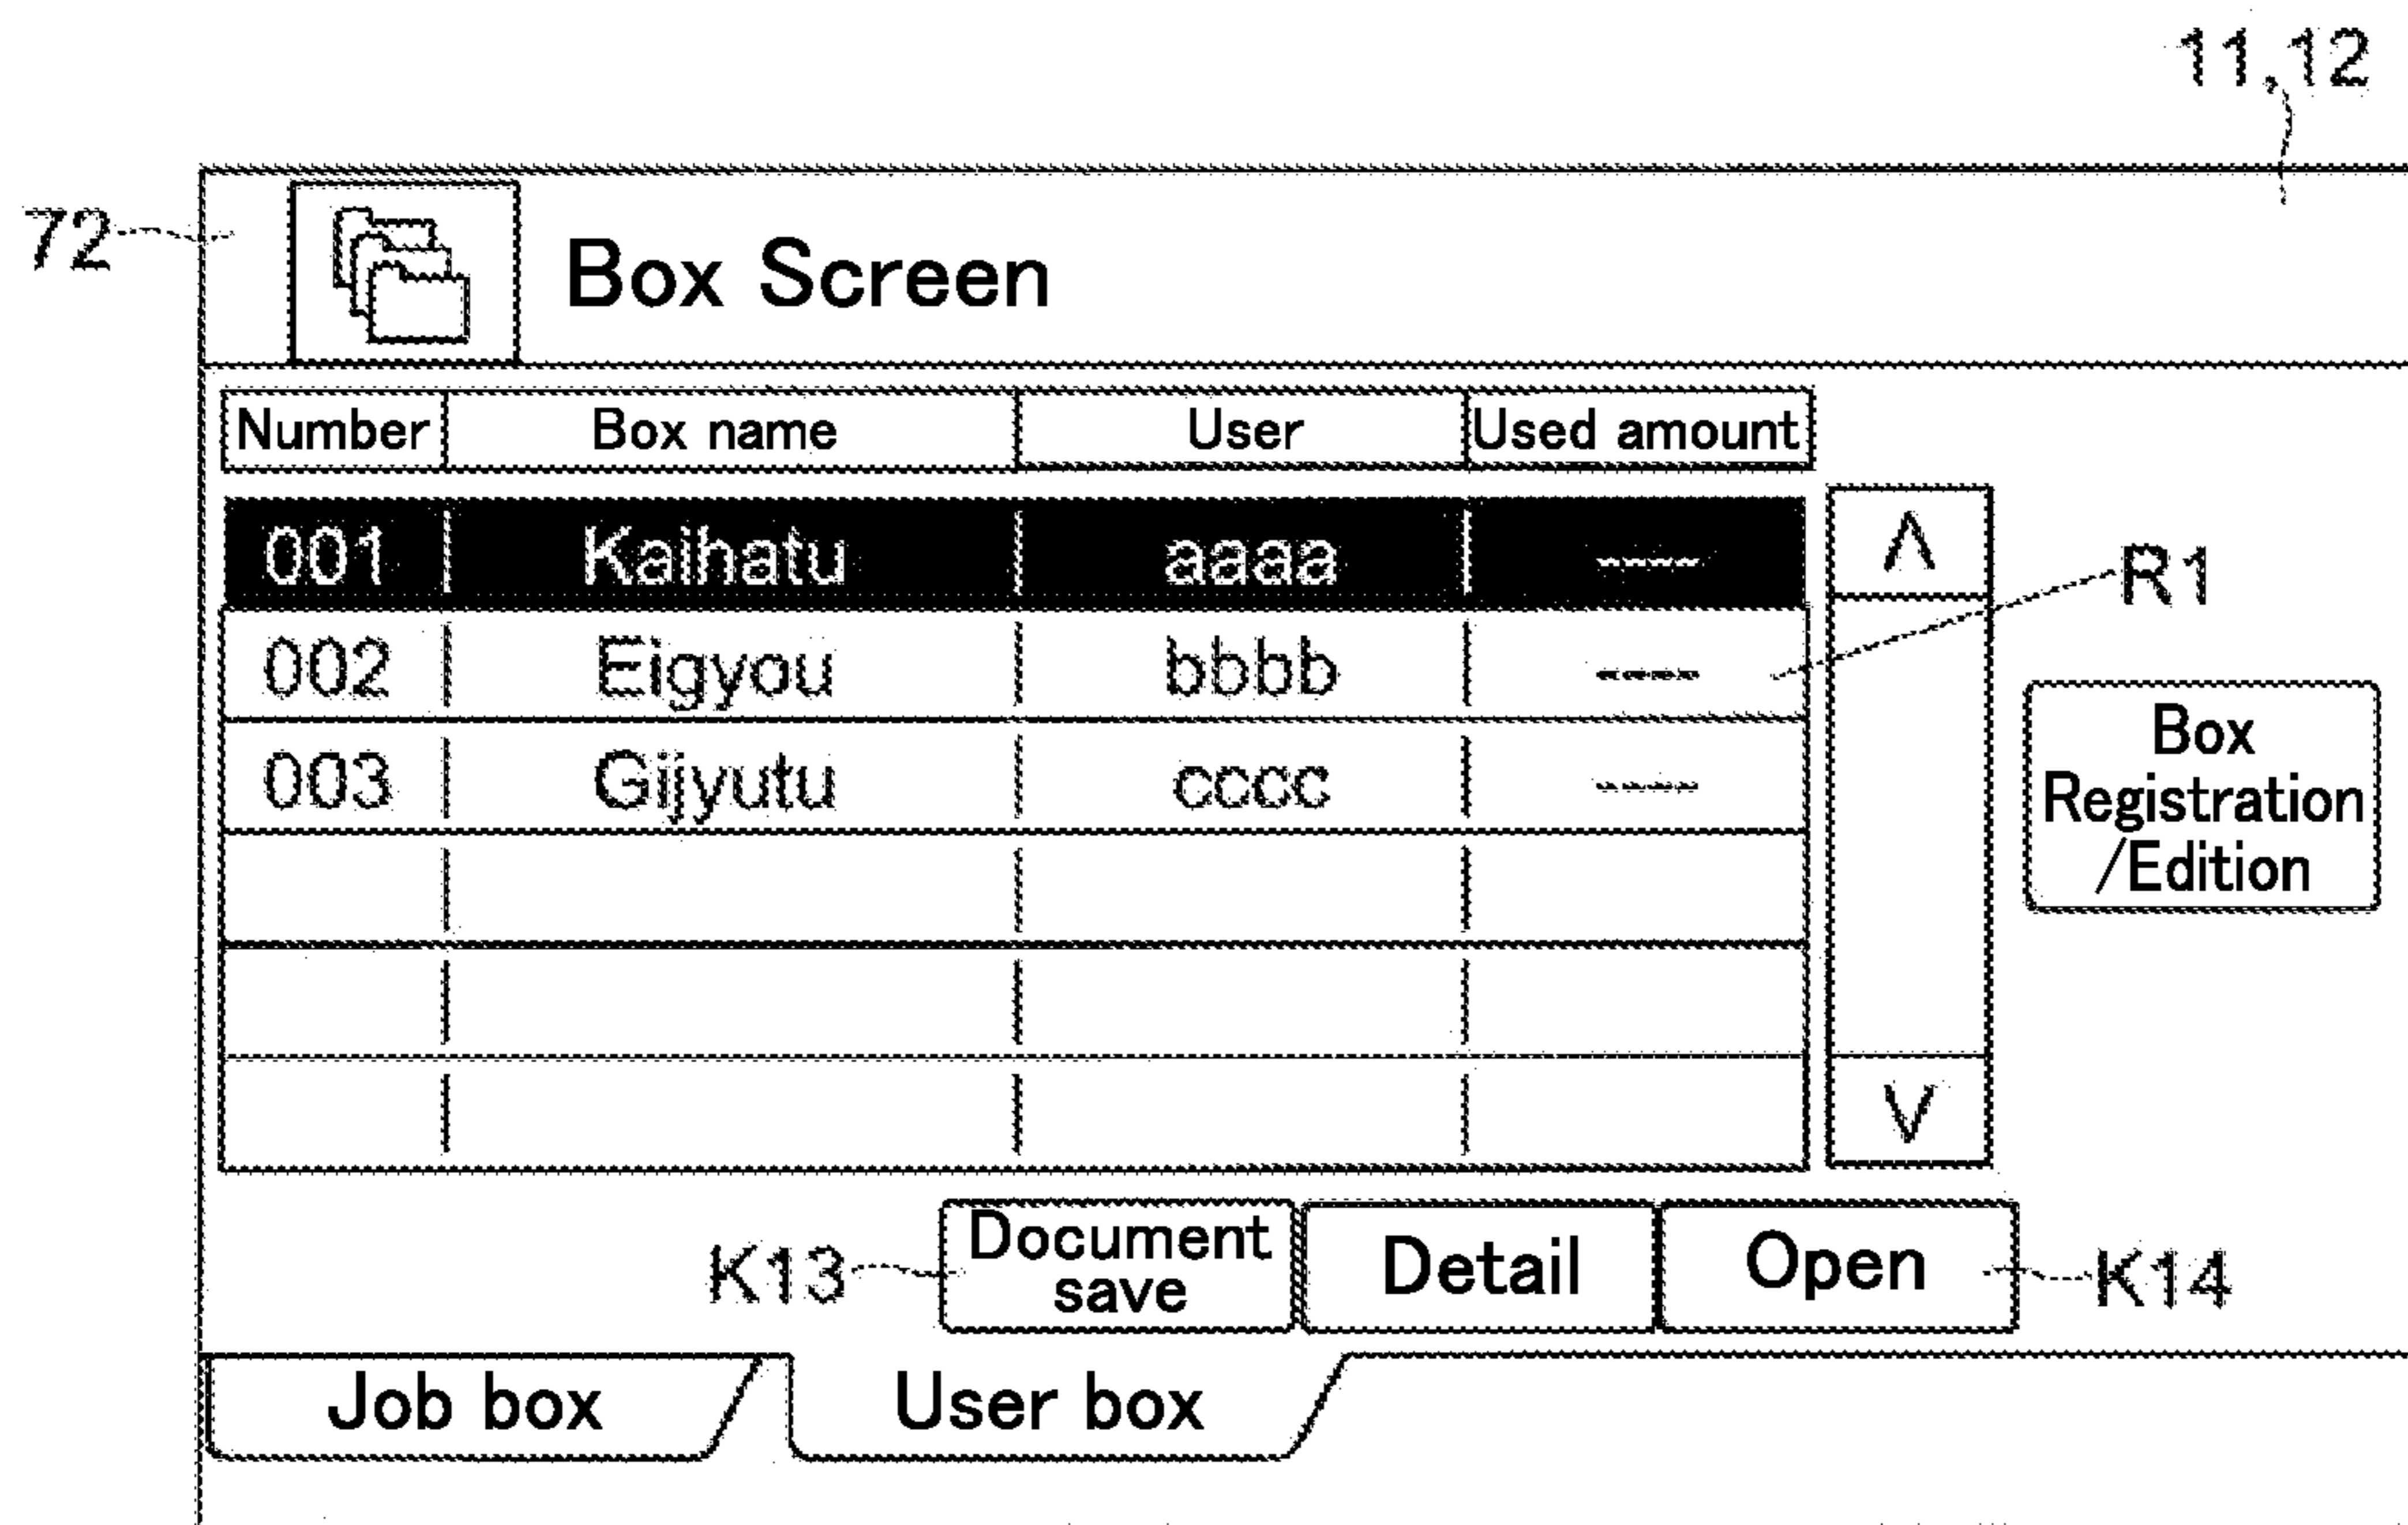 11,12
72
Box Screen
Number Box name User Used amount
001 Kaihatu aaaa ----
002 Eigyou bbbb ----
003 Gijyutu cccc ----
R1
Box
Registration
/Edition
K13
Document
save
Detail
Open
K14
Job box
User box